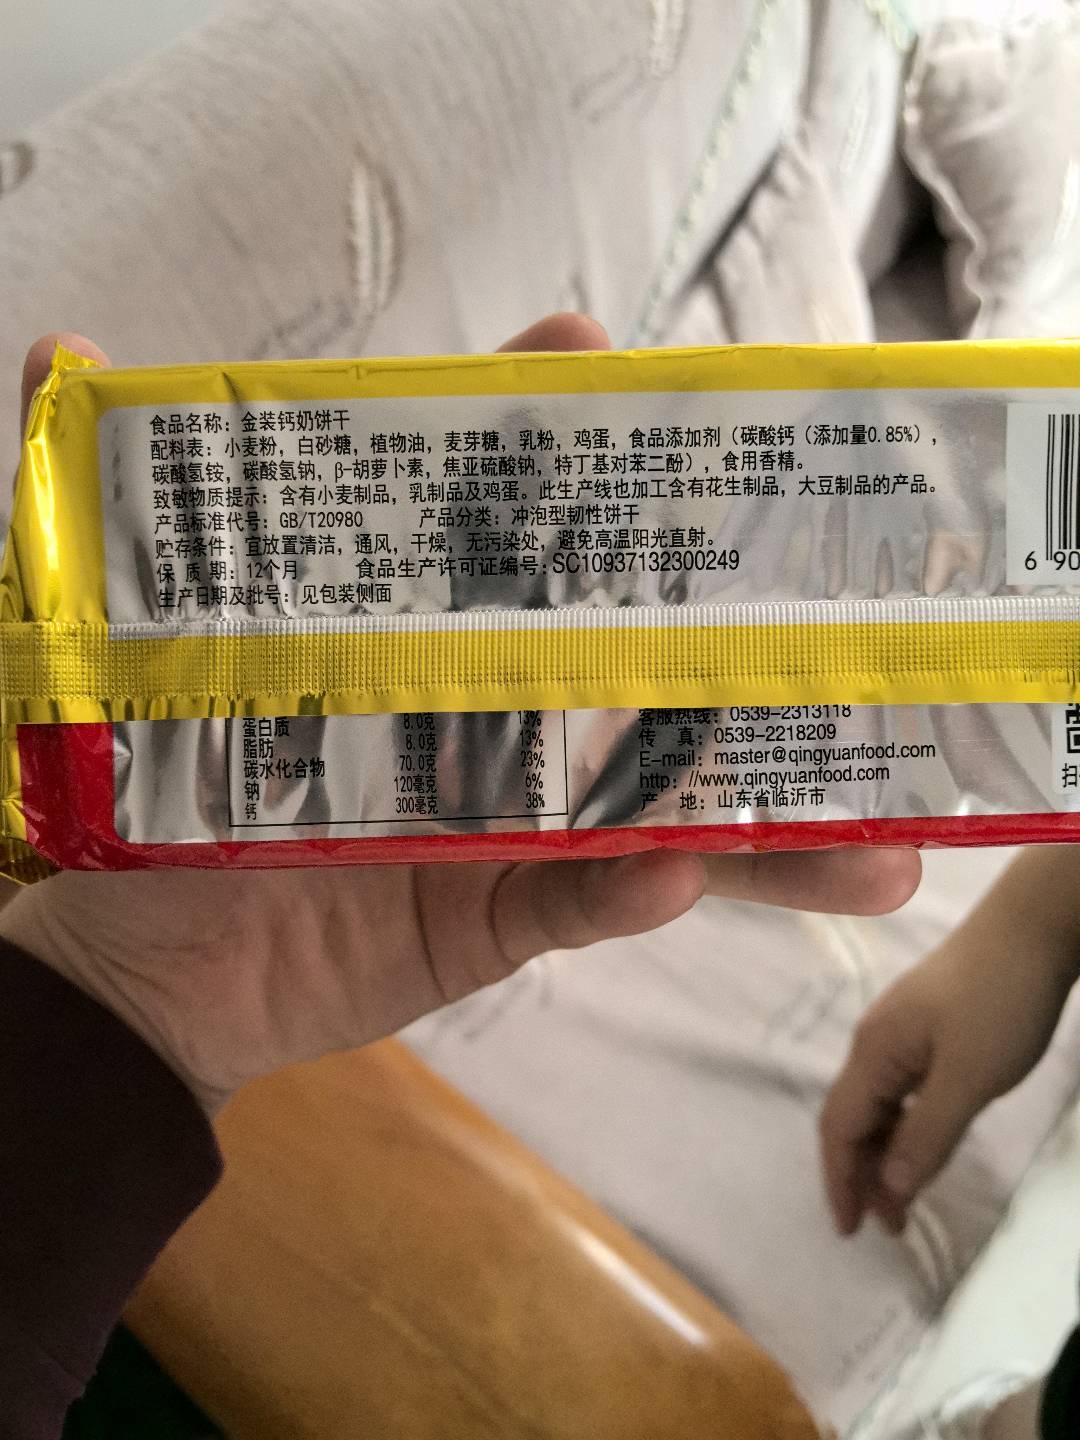 食品名称：金装钙奶饼干
配料表：小麦粉，白砂糖，植物油，麦芽糖，乳粉，鸡蛋，食品添加剂（碳酸钙（添加量0.85%），
碳酸氢铵，碳酸氢钠，β-胡萝卜素，焦亚硫酸钠，特丁基对苯二酚），食用香精。
致敏物质提示：含有小麦制品，乳制品及鸡蛋。此生产线也加工含有花生制品，大豆制品的产品。
产品标准代号：GB/T20980 产品分类：冲泡型韧性饼干
贮存条件：宜放置清洁，通风，干燥，无污染处，避免高温阳光直射。
保 质 期：12个月 食品生产许可证编号：SC10937132300249
生产日期及批号：见包装侧面
6 90
蛋白质 8.0克 13%
脂肪 8.0克 13%
碳水化合物 70.0克 23%
钠 120毫克 6%
钙 300毫克 38%
客服热线：0539-2313118
传 真：0539-2218209
E-mail：master@qingyuanfood.com
http：//www.qingyuanfood.com
产 地：山东省临沂市
扫